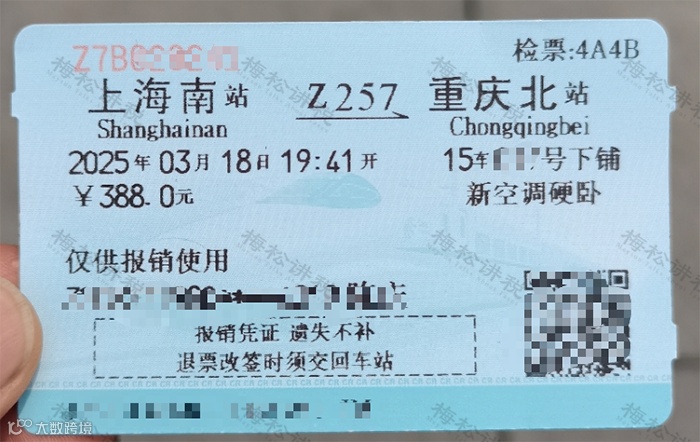 检票:4A4B
上海南站 Z257 重庆北站
Shanghainan Chongqingbei
2025年03月18日19:41开 15车号下铺
￥388.0元 新空调硬卧
仅供报销使用
报销凭证 遗失不补
退票改签时须交回车站
梅松讲税
大数跨境